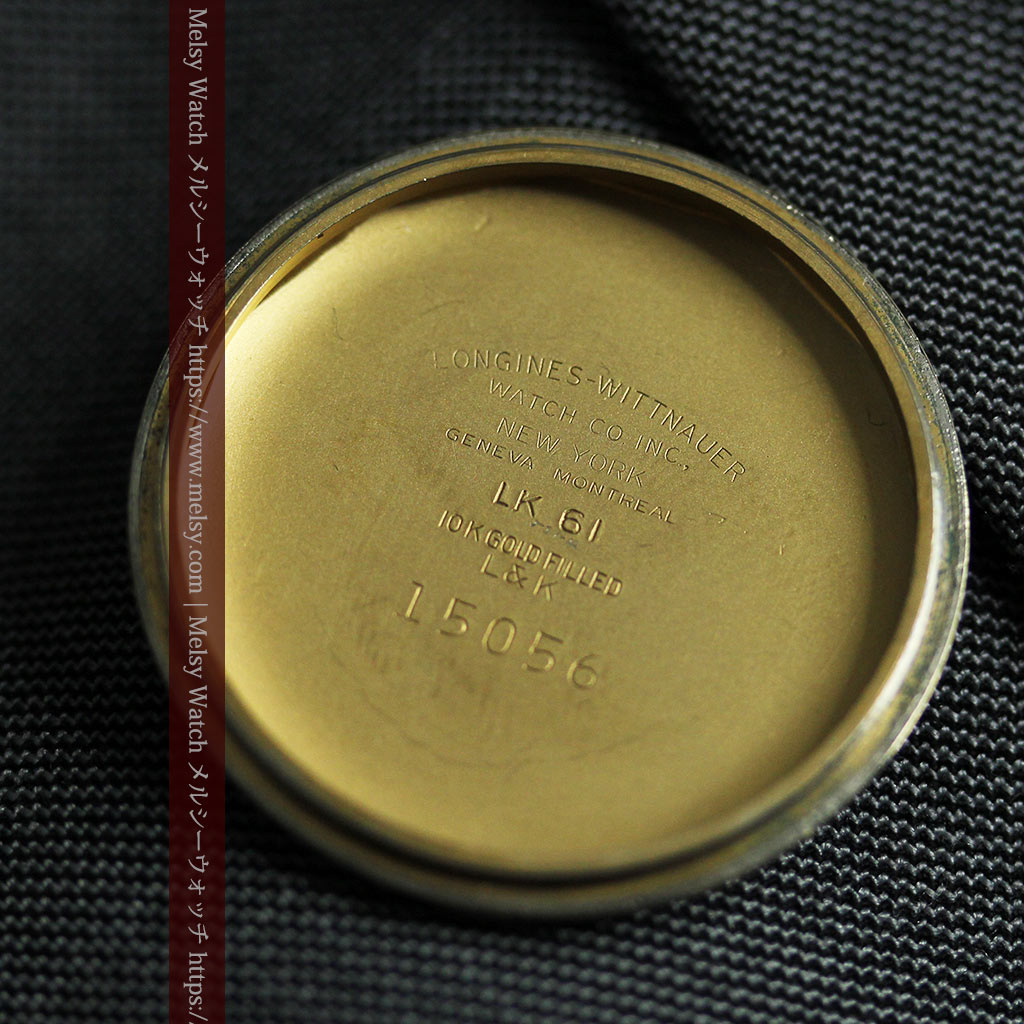 LONGINES-WITTNAUER
WATCH CO INC.,
NEW YORK
GENEVA MONTREAL
LK 61
10K GOLD FILLED
L&K
15056
Melsy Watch メルシーウォッチ https://www.melsy.com | Melsy Watch メルシーウォッチ https:/